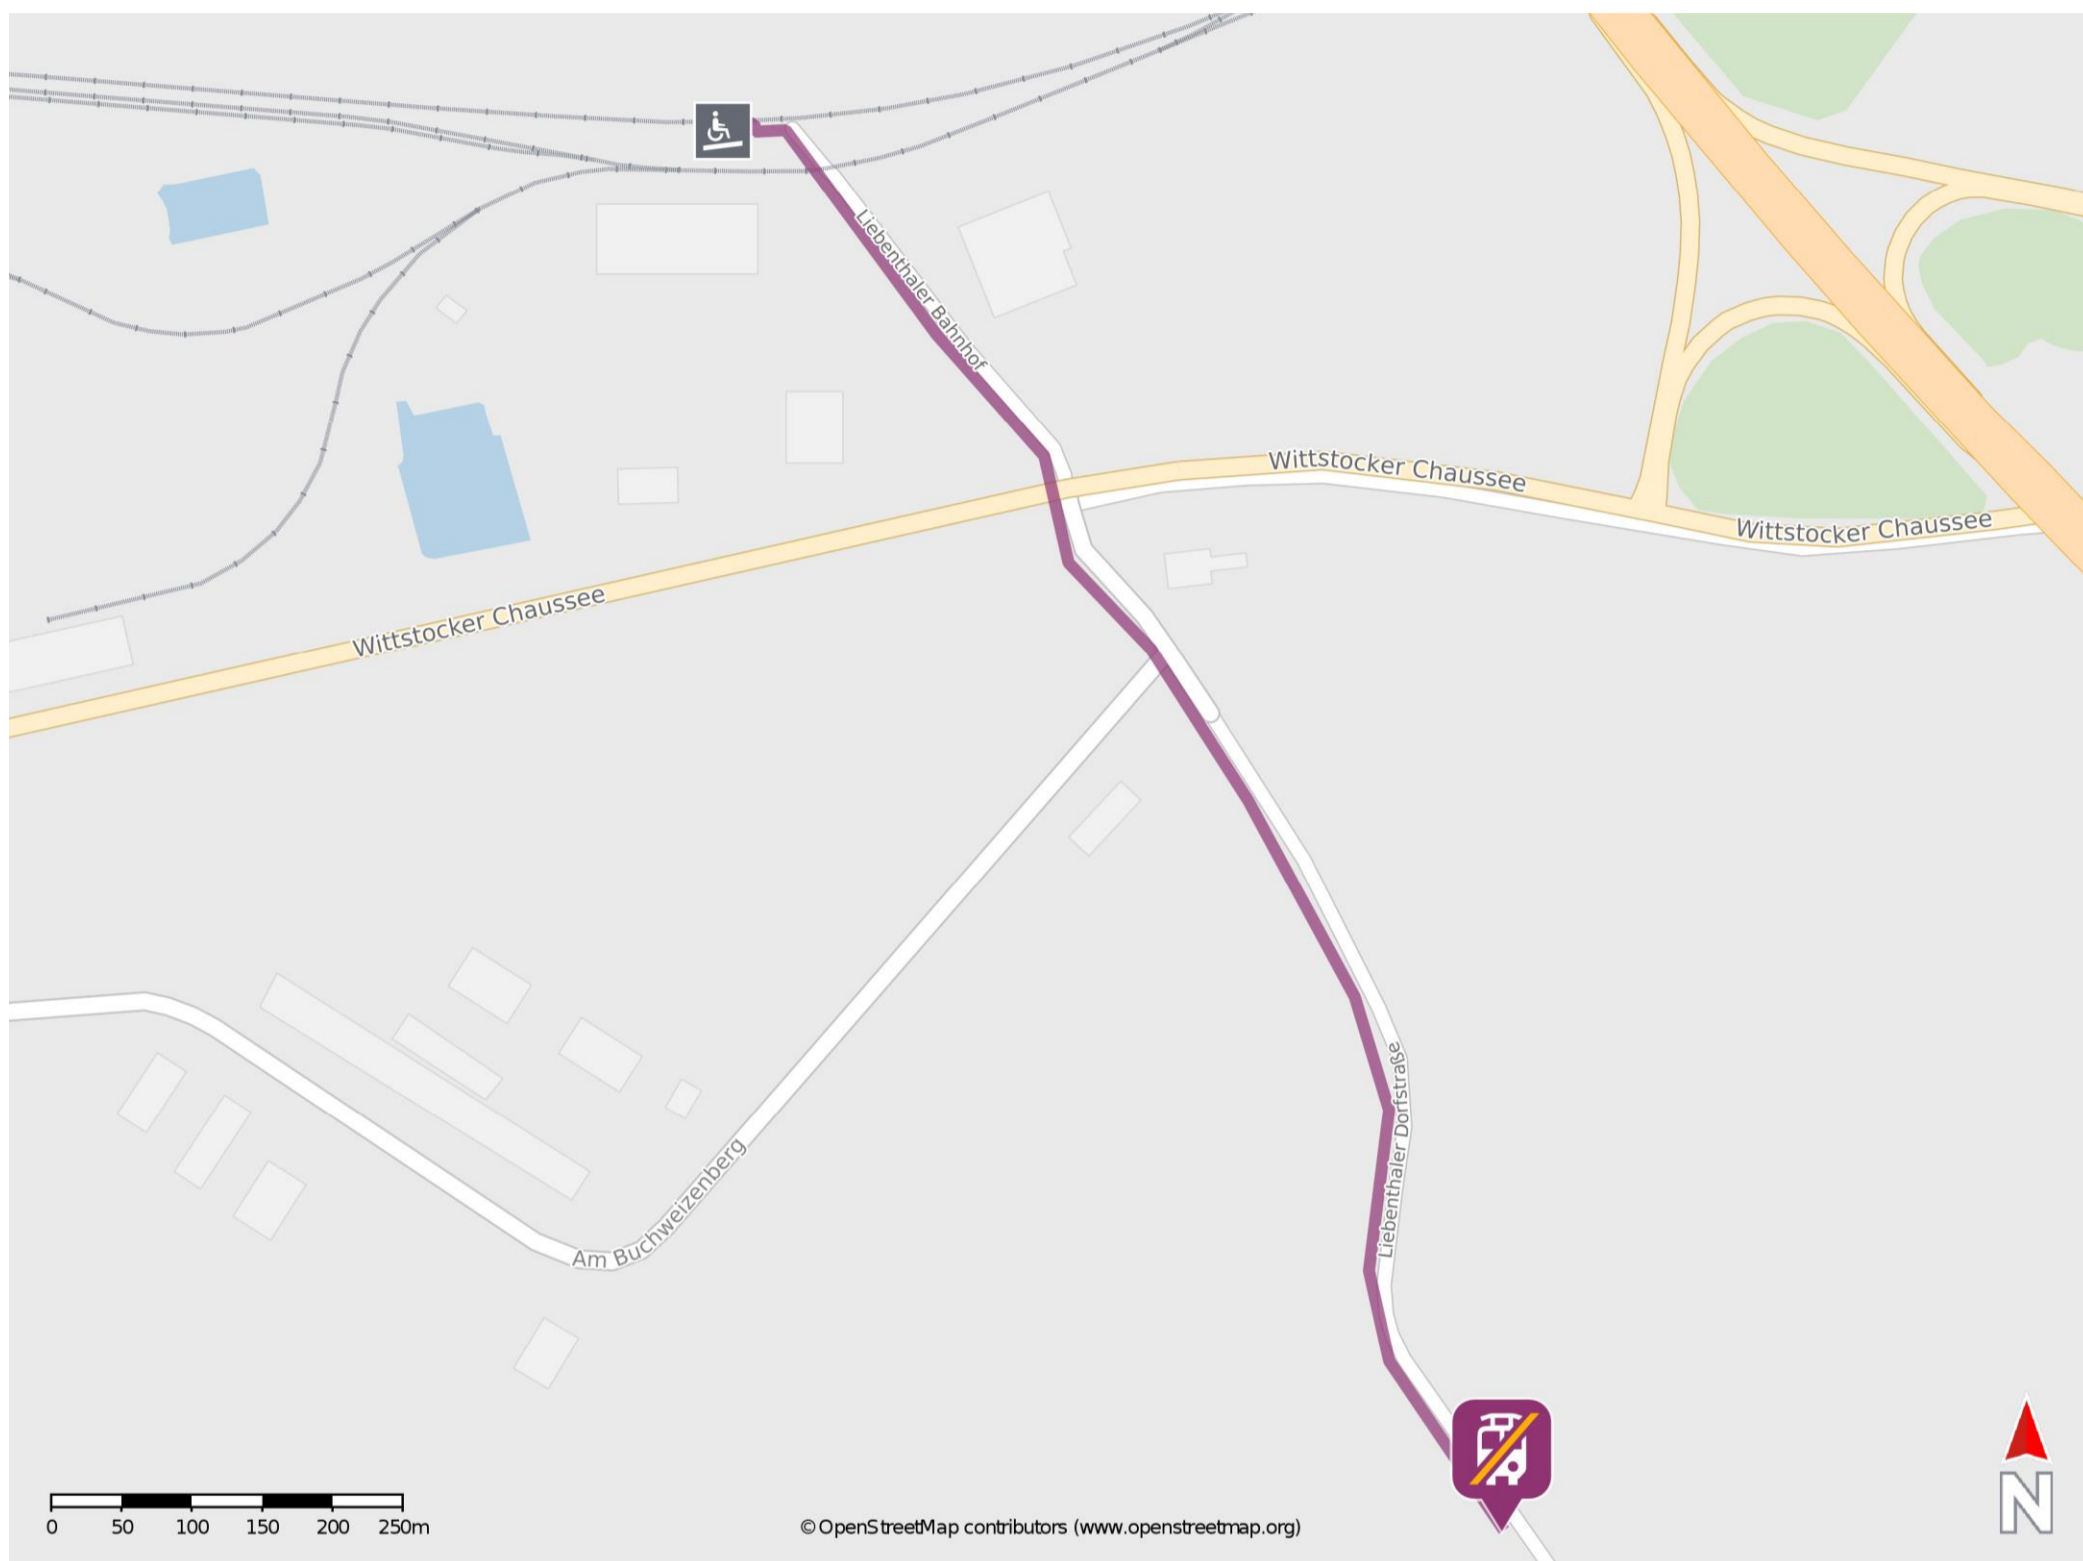 Liebenthaler Bahnhof
Wittstocker Chaussee
Wittstocker Chaussee
Wittstocker Chaussee
Liebenthaler Dorfstraße
Am Buchweizenberg
0 50 100 150 200 250m
© OpenStreetMap contributors (www.openstreetmap.org)
N